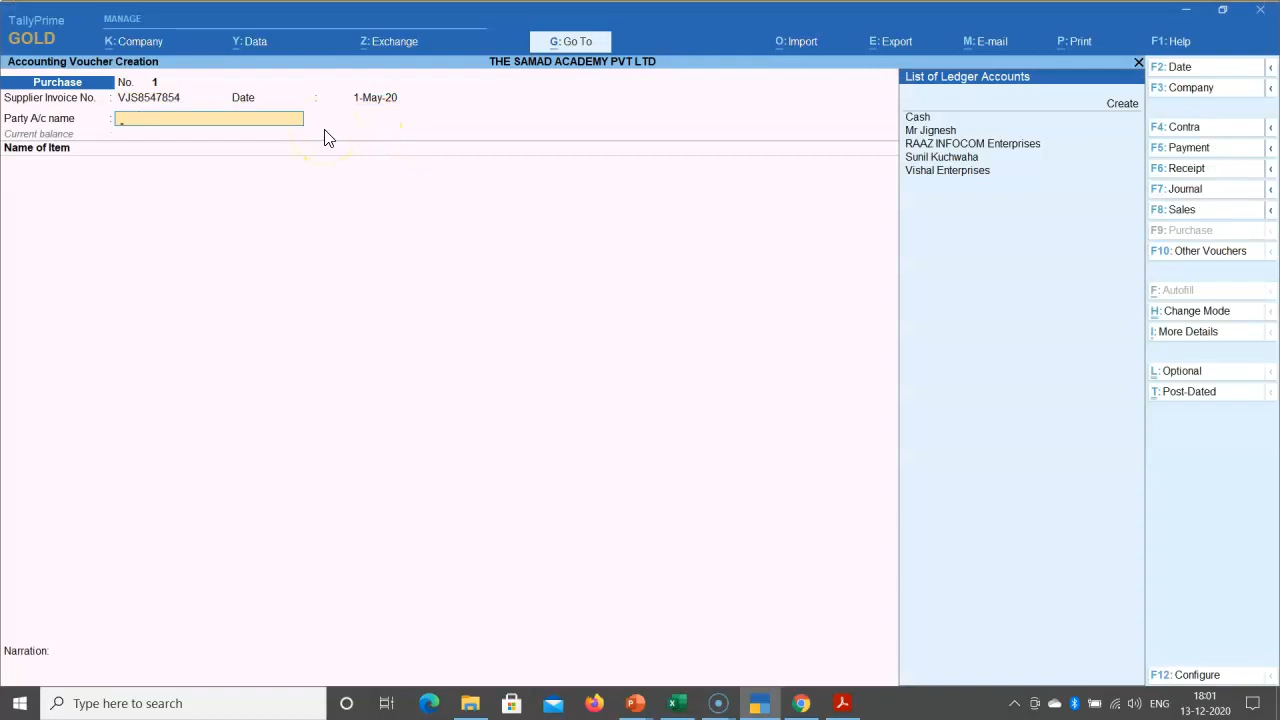 TallyPrime
GOLD
MANAGE
K: Company
Y: Data
Z: Exchange
G: Go To
O: Import
E: Export
M: E-mail
P: Print
F1: Help
Accounting Voucher Creation
THE SAMAD ACADEMY PVT LTD
Purchase No. 1
Supplier Invoice No. : VJS8547854 Date : 1-May-20
Party A/c name :
Current balance :
Name of Item
Narration:
List of Ledger Accounts
Create
Cash
Mr Jignesh
RAAZ INFOCOM Enterprises
Sunil Kuchwaha
Vishal Enterprises
F2: Date
F3: Company
F4: Contra
F5: Payment
F6: Receipt
F7: Journal
F8: Sales
F9: Purchase
F10: Other Vouchers
F: Autofill
H: Change Mode
I: More Details
L: Optional
T: Post-Dated
F12: Configure
Type here to search
ENG
18:01
13-12-2020